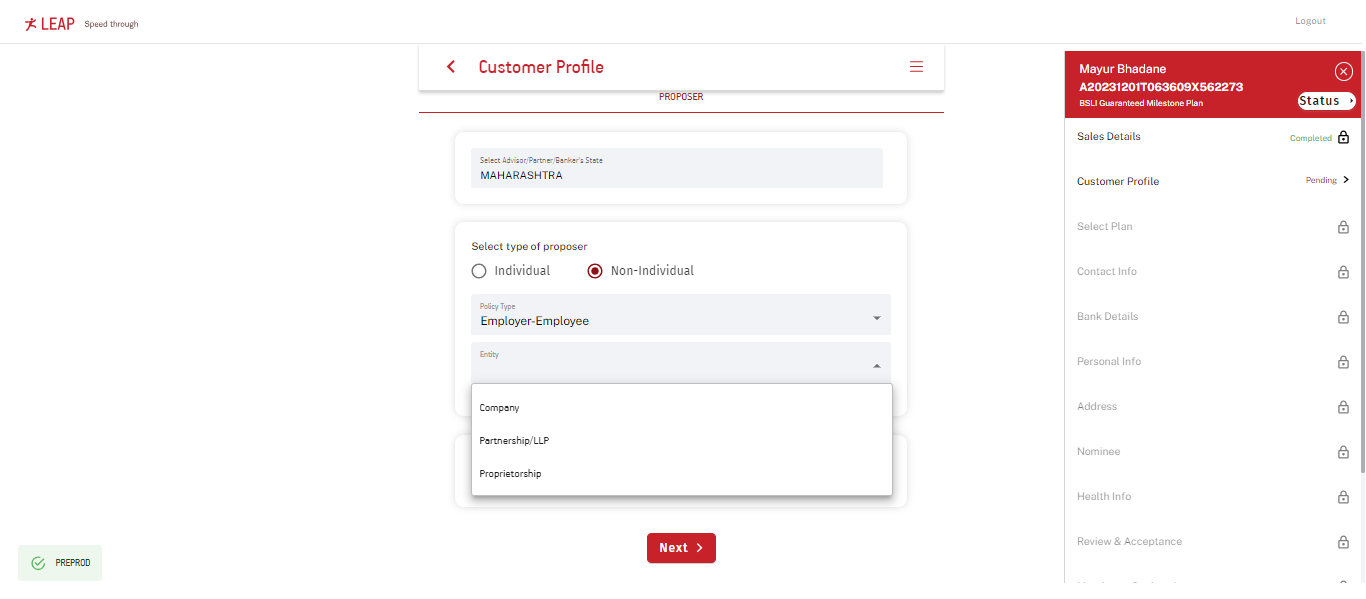 LEAP Speed through
Logout
Customer Profile
PROPOSER
Select Advisor/Partner/Banker's State
MAHARASHTRA
Select type of proposer
Individual Non-Individual
Policy Type
Employer-Employee
Entity
Company
Partnership/LLP
Proprietorship
Next
PREPROD
Mayur Bhadane
A20231201T063609X562273
BSLI Guaranteed Milestone Plan
Status
Sales Details Completed
Customer Profile Pending
Select Plan
Contact Info
Bank Details
Personal Info
Address
Nominee
Health Info
Review & Acceptance